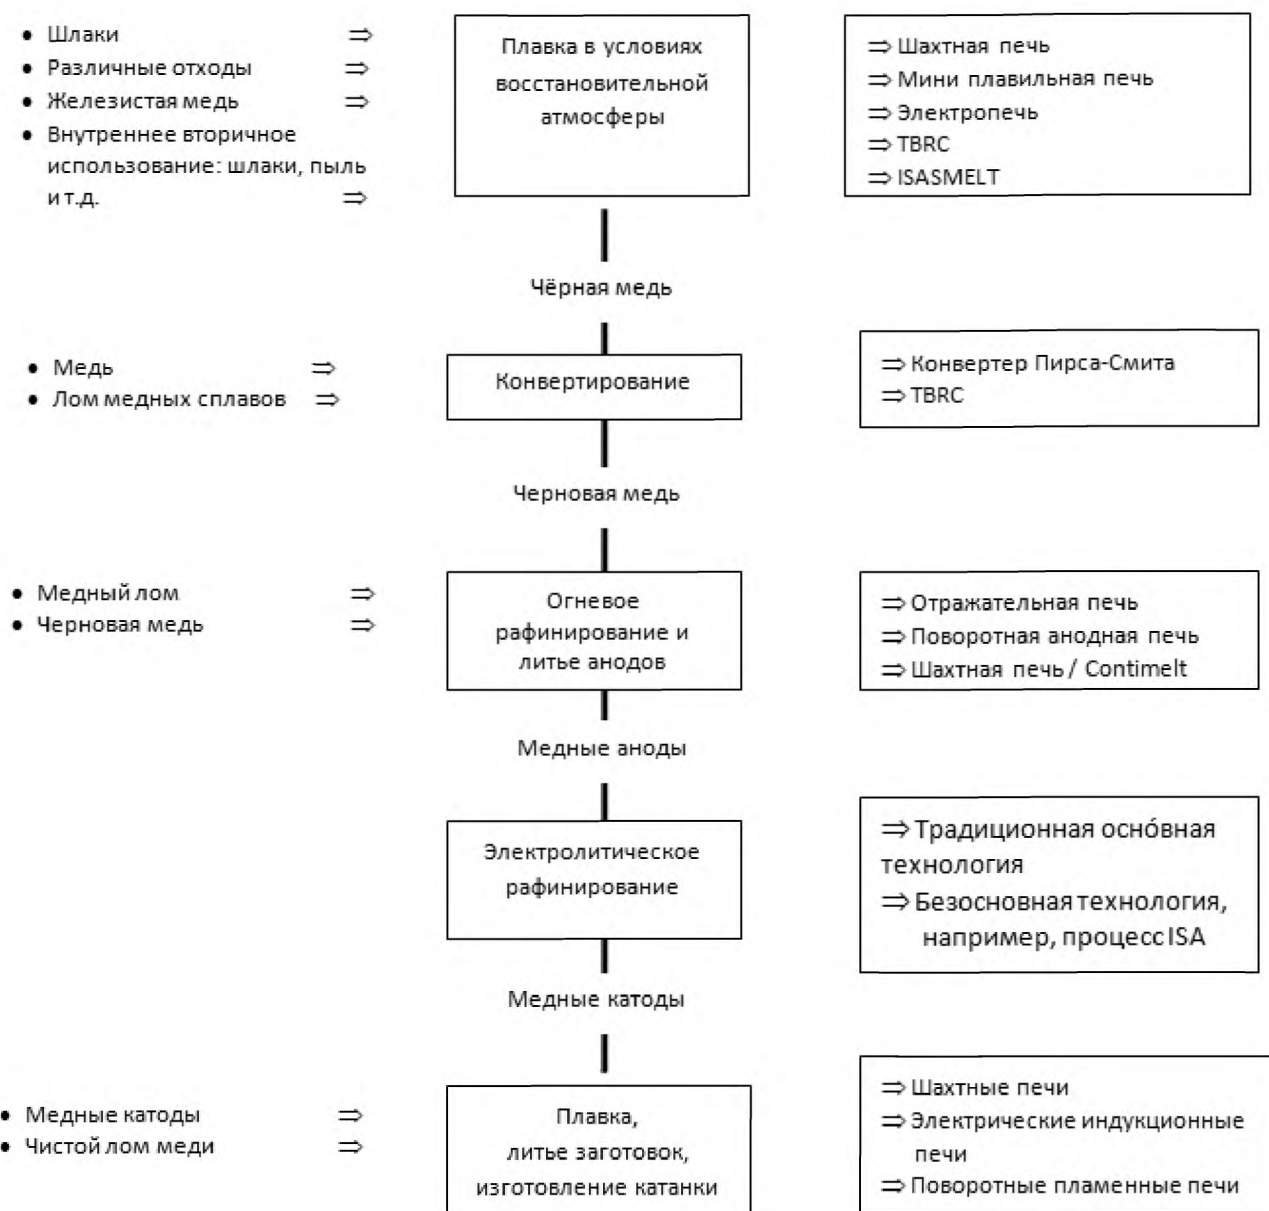 ● Шлаки ⇒
● Различные отходы ⇒
● Железистая медь ⇒
● Внутреннее вторичное
использование: шлаки, пыль
и т.д. ⇒
Плавка в условиях
восстановительной
атмосферы
⇒ Шахтная печь
⇒ Мини плавильная печь
⇒ Электропечь
⇒ TBRC
⇒ ISASMELT
Чёрная медь
● Медь ⇒
● Лом медных сплавов ⇒
Конвертирование
⇒ Конвертер Пирса-Смита
⇒ TBRC
Черновая медь
● Медный лом ⇒
● Черновая медь ⇒
Огневое
рафинирование и
литье анодов
⇒ Отражательная печь
⇒ Поворотная анодная печь
⇒ Шахтная печь / Contimelt
Медные аноды
Электролитическое
рафинирование
⇒ Традиционная оснóвная
технология
⇒ Безосновная технология,
например, процесс ISA
Медные катоды
● Медные катоды ⇒
● Чистой лом меди ⇒
Плавка,
литье заготовок,
изготовление катанки
⇒ Шахтные печи
⇒ Электрические индукционные
печи
⇒ Поворотные пламенные печи